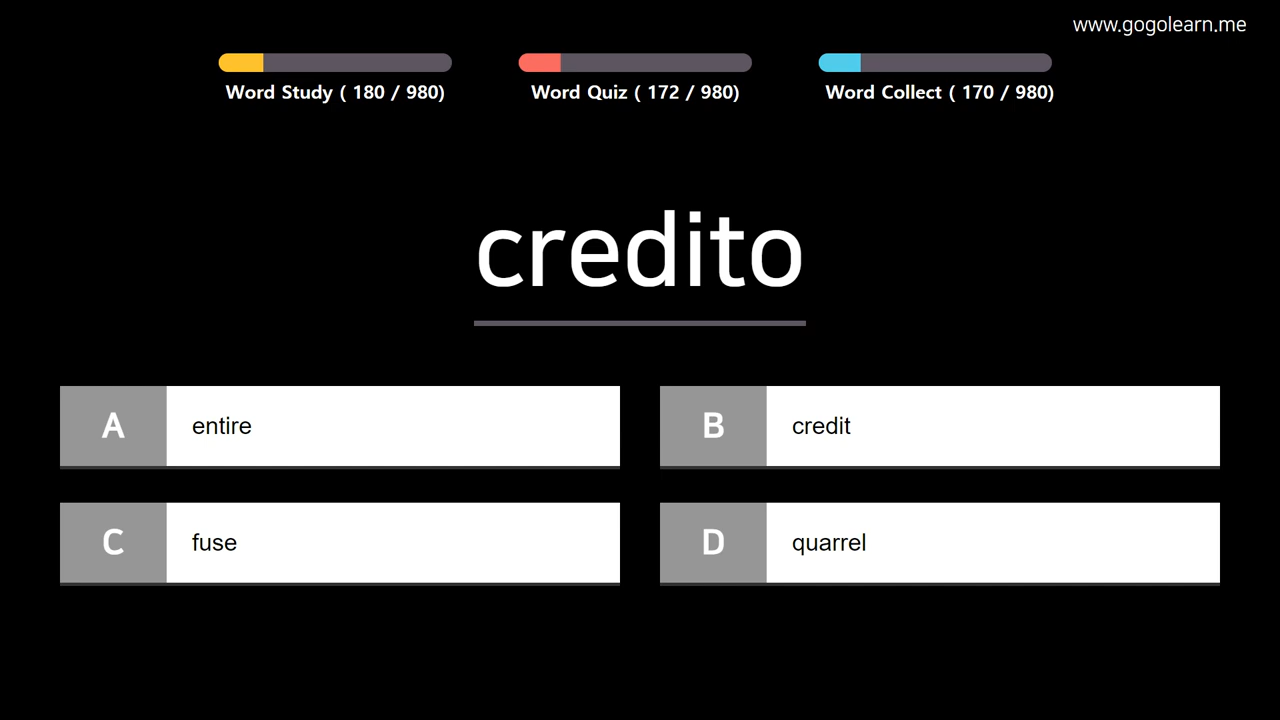 www.gogolearn.me
Word Study ( 180 / 980)
Word Quiz ( 172 / 980)
Word Collect ( 170 / 980)
credito
A entire
B credit
C fuse
D quarrel